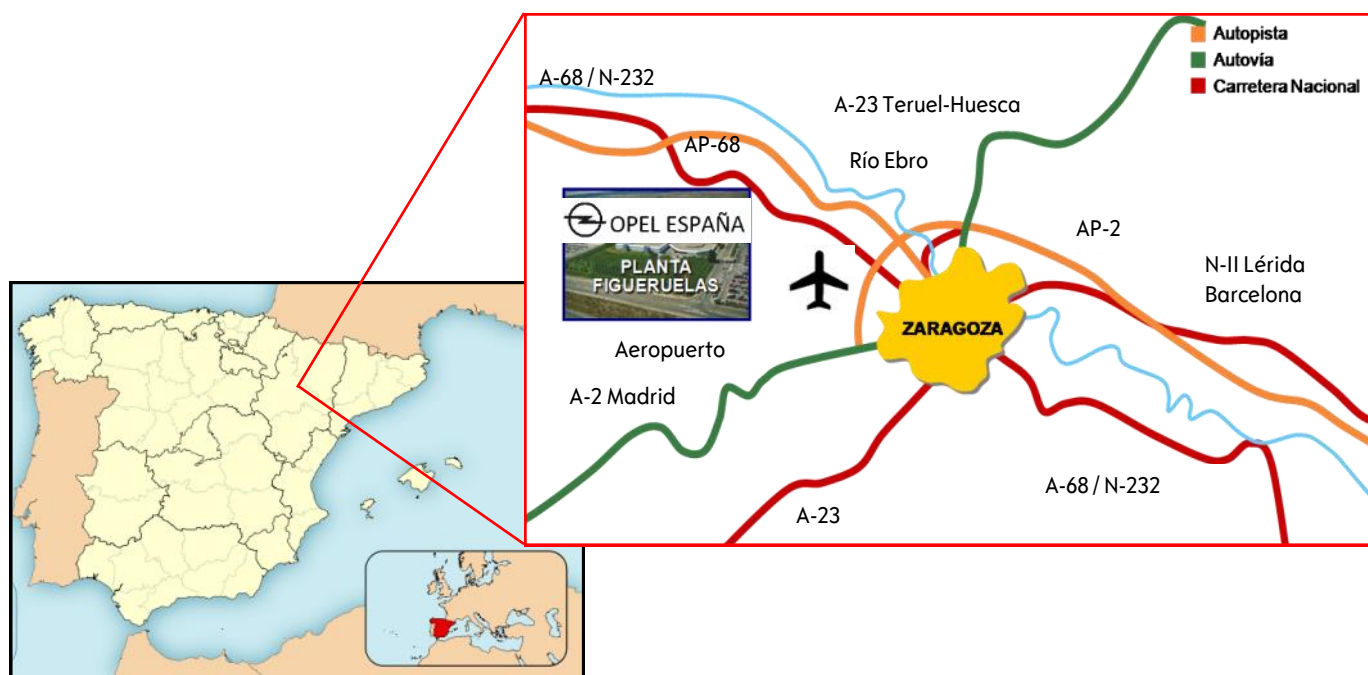 Autopista
Autovía
Carretera Nacional
A-68 / N-232
A-23 Teruel-Huesca
AP-68
Río Ebro
OPEL ESPAÑA
PLANTA
FIGUERUELAS
AP-2
N-II Lérida
Barcelona
ZARAGOZA
Aeropuerto
A-2 Madrid
A-68 / N-232
A-23